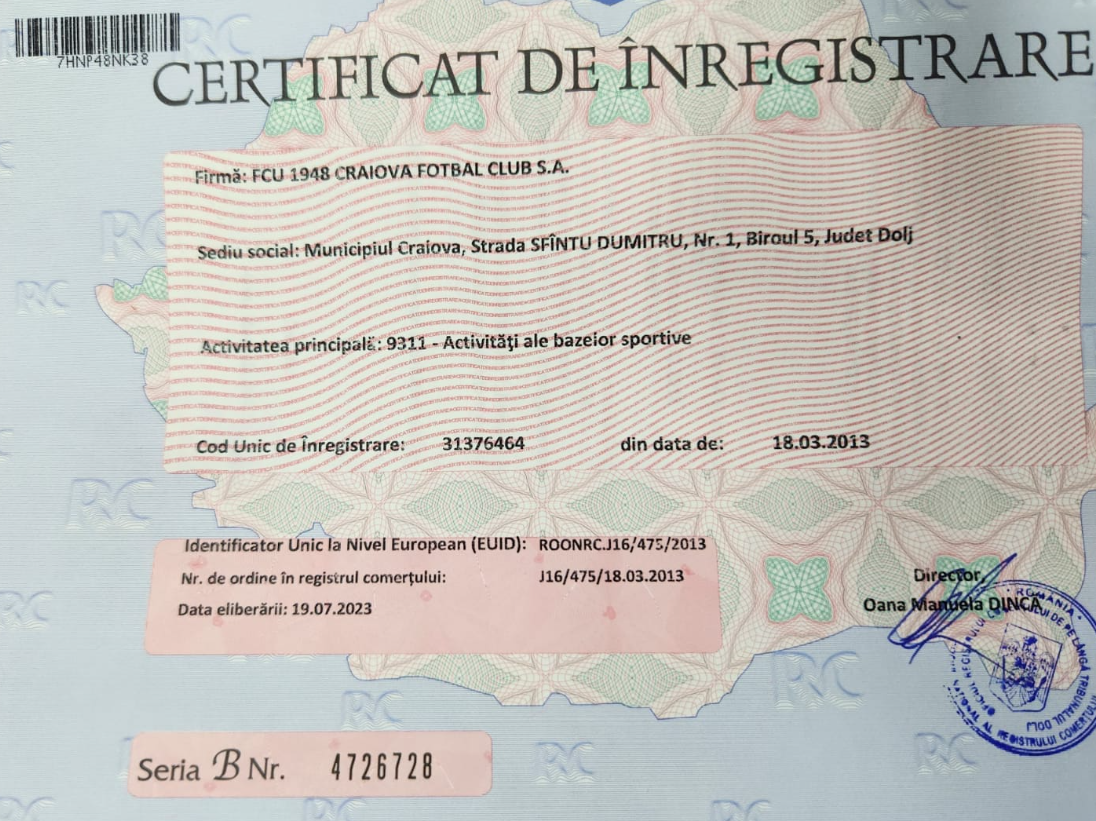 7HNP48NK38
CERTIFICAT DE ÎNREGISTRARE
Firmă: FCU 1948 CRAIOVA FOTBAL CLUB S.A.
Sediu social: Municipiul Craiova, Strada SFÎNTU DUMITRU, Nr. 1, Biroul 5, Judet Dolj
Activitatea principală: 9311 - Activităţi ale bazelor sportive
Cod Unic de Înregistrare: 31376464 din data de: 18.03.2013
Identificator Unic la Nivel European (EUID): ROONRC.J16/475/2013
Nr. de ordine în registrul comerţului: J16/475/18.03.2013
Data eliberării: 19.07.2023
Director,
Oana Manuela DINCĂ
ROMÂNIA
Seria B Nr. 4726728